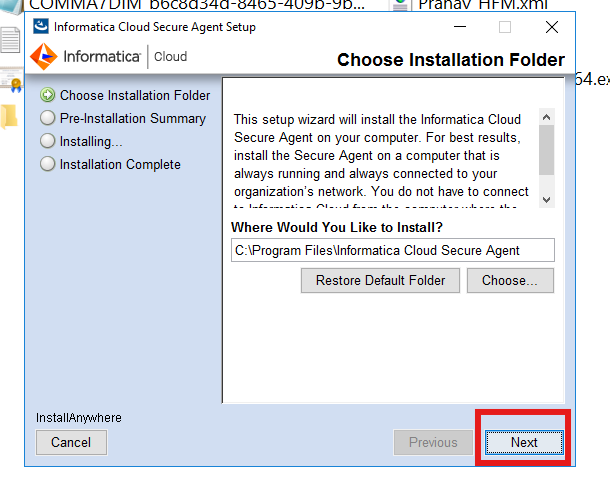 COMMA7DIM_b6c8d34d-8465-409b-9b... Pranav_HFM.xml
Informatica Cloud Secure Agent Setup
Informatica Cloud
Choose Installation Folder
64.ex
Choose Installation Folder
Pre-Installation Summary
Installing...
Installation Complete
This setup wizard will install the Informatica Cloud
Secure Agent on your computer. For best results,
install the Secure Agent on a computer that is
always running and always connected to your
organization's network. You do not have to connect
to Informatica Cloud from the computer where the
Where Would You Like to Install?
C:\Program Files\Informatica Cloud Secure Agent
Restore Default Folder Choose...
InstallAnywhere
Cancel Previous Next